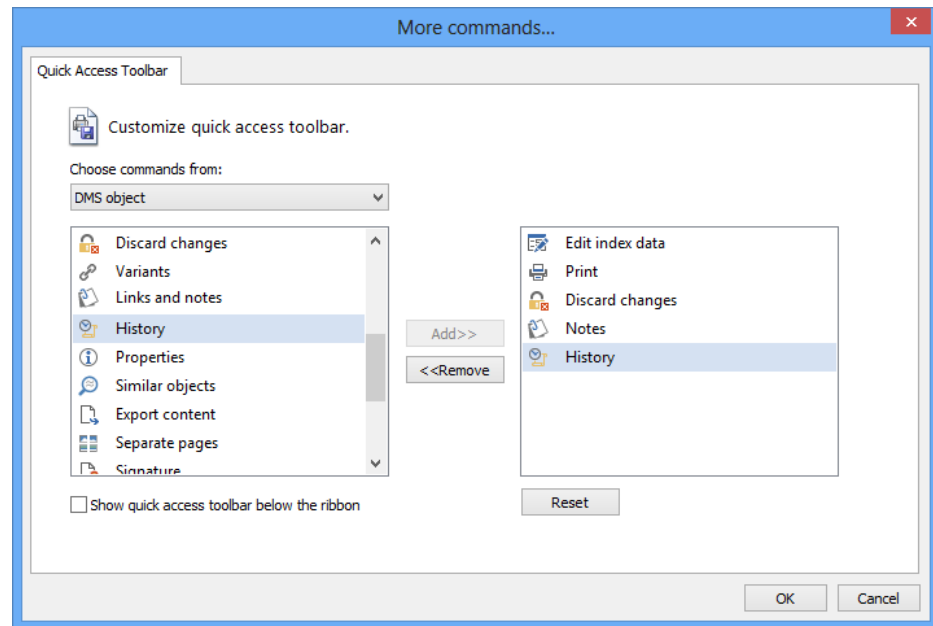 More commands...
Quick Access Toolbar
Customize quick access toolbar.
Choose commands from:
DMS object
Discard changes
Variants
Links and notes
History
Properties
Similar objects
Export content
Separate pages
Signature
Add>>
<<Remove
Edit index data
Print
Discard changes
Notes
History
Show quick access toolbar below the ribbon
Reset
OK
Cancel